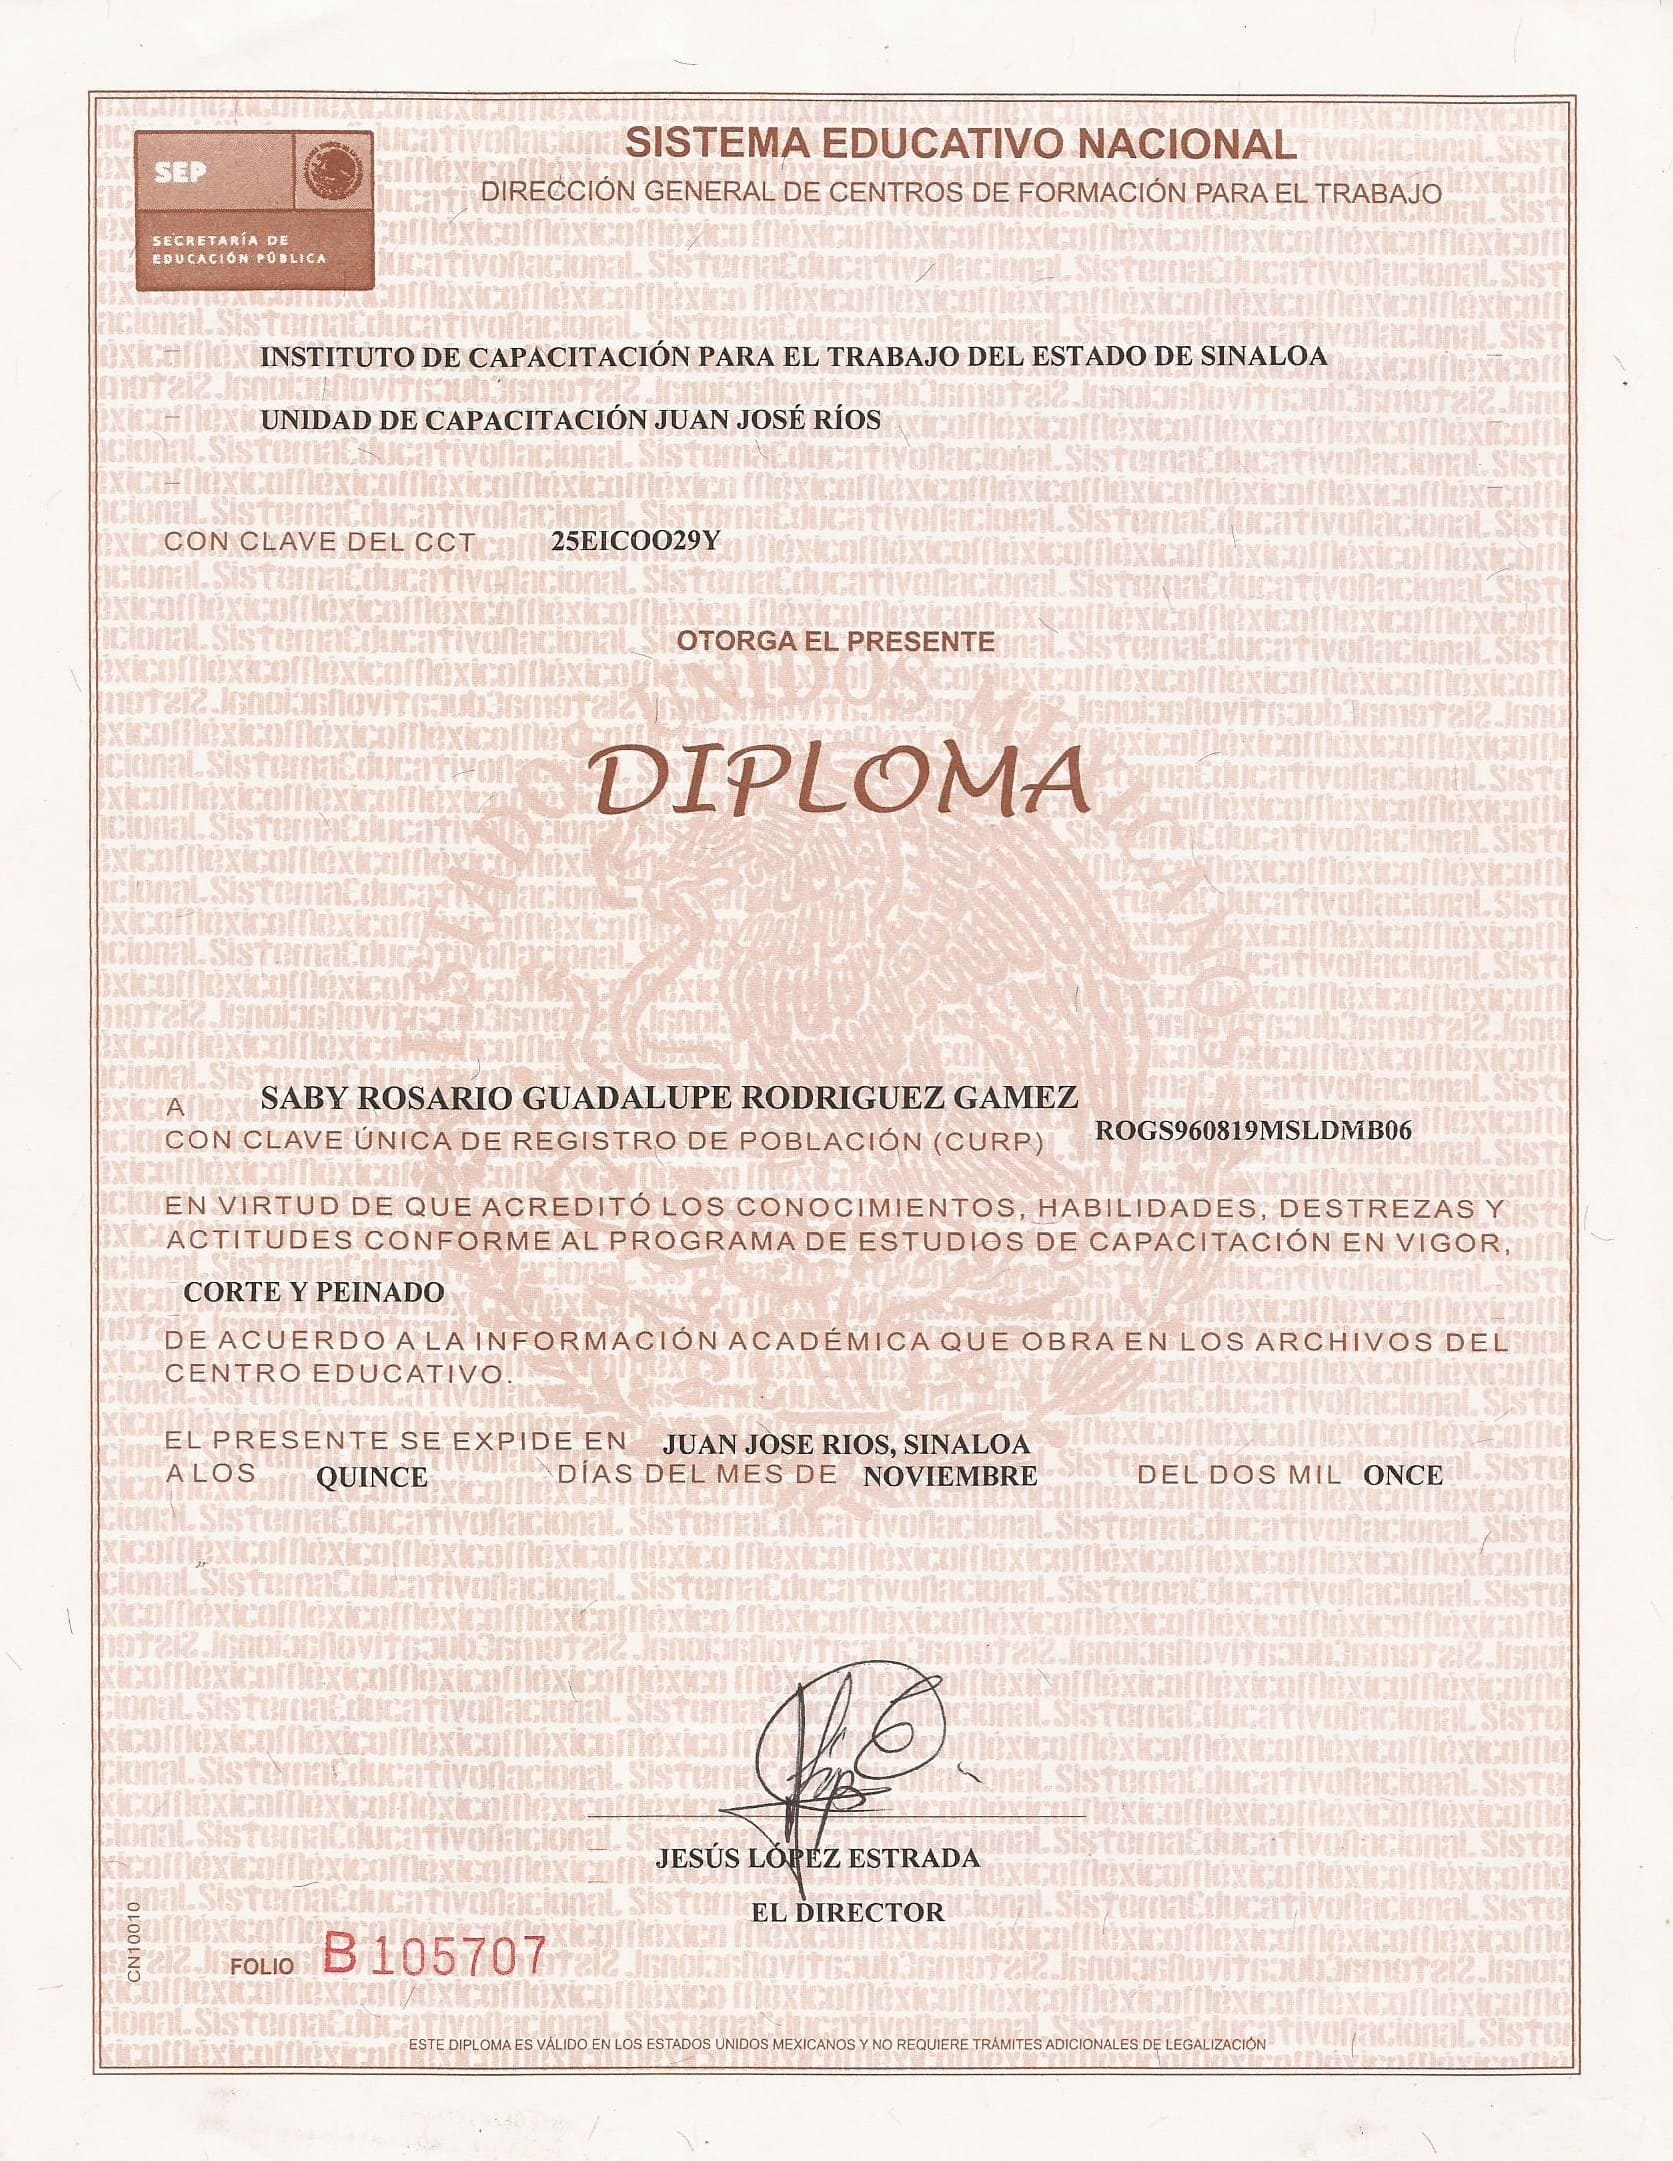 SEP
SECRETARÍA DE
EDUCACIÓN PÚBLICA
SISTEMA EDUCATIVO NACIONAL
DIRECCIÓN GENERAL DE CENTROS DE FORMACIÓN PARA EL TRABAJO
INSTITUTO DE CAPACITACIÓN PARA EL TRABAJO DEL ESTADO DE SINALOA
UNIDAD DE CAPACITACIÓN JUAN JOSÉ RÍOS
CON CLAVE DEL CCT 25EICOO29Y
OTORGA EL PRESENTE
ESTADOS UNIDOS MEXICANOS
DIPLOMA
A SABY ROSARIO GUADALUPE RODRIGUEZ GAMEZ
CON CLAVE ÚNICA DE REGISTRO DE POBLACIÓN (CURP) ROGS960819MSLDMB06
EN VIRTUD DE QUE ACREDITÓ LOS CONOCIMIENTOS, HABILIDADES, DESTREZAS Y
ACTITUDES CONFORME AL PROGRAMA DE ESTUDIOS DE CAPACITACIÓN EN VIGOR,
CORTE Y PEINADO
DE ACUERDO A LA INFORMACIÓN ACADÉMICA QUE OBRA EN LOS ARCHIVOS DEL
CENTRO EDUCATIVO.
EL PRESENTE SE EXPIDE EN JUAN JOSE RIOS, SINALOA
A LOS QUINCE DÍAS DEL MES DE NOVIEMBRE DEL DOS MIL ONCE
JESÚS LÓPEZ ESTRADA
EL DIRECTOR
CN10010
FOLIO B105707
ESTE DIPLOMA ES VÁLIDO EN LOS ESTADOS UNIDOS MEXICANOS Y NO REQUIERE TRÁMITES ADICIONALES DE LEGALIZACIÓN